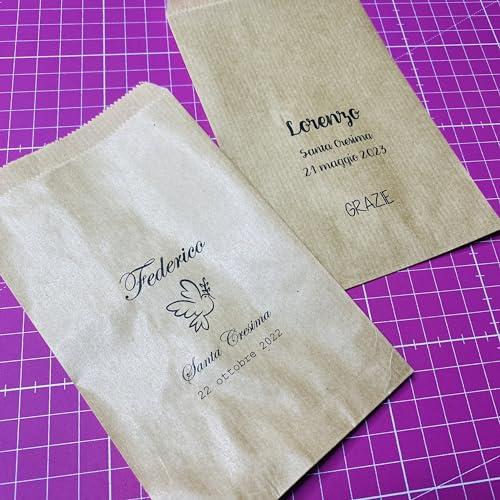 Lorenzo
Santa Cresima
21 maggio 2023
GRAZIE
Federico
Santa Cresima
22 ottobre 2022